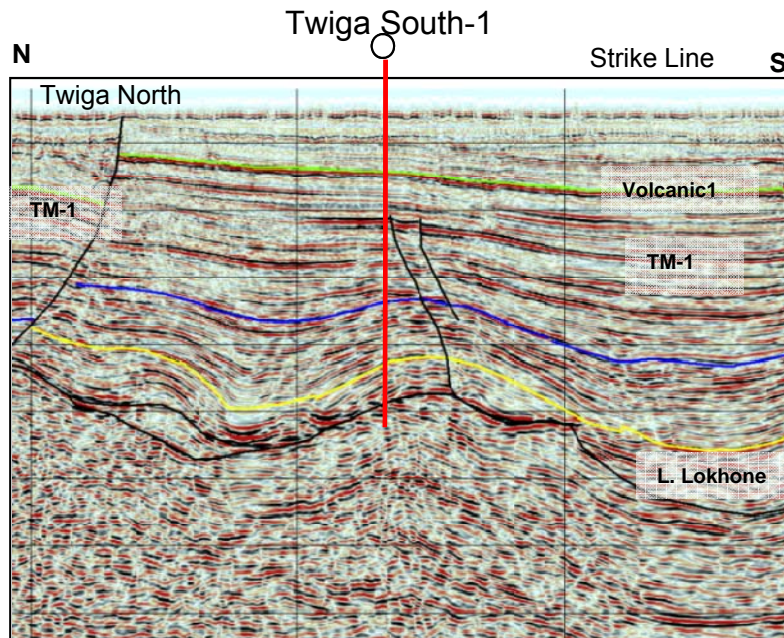 Twiga South-1
N
Strike Line
S
Twiga North
Volcanic1
TM-1
TM-1
L. Lokhone